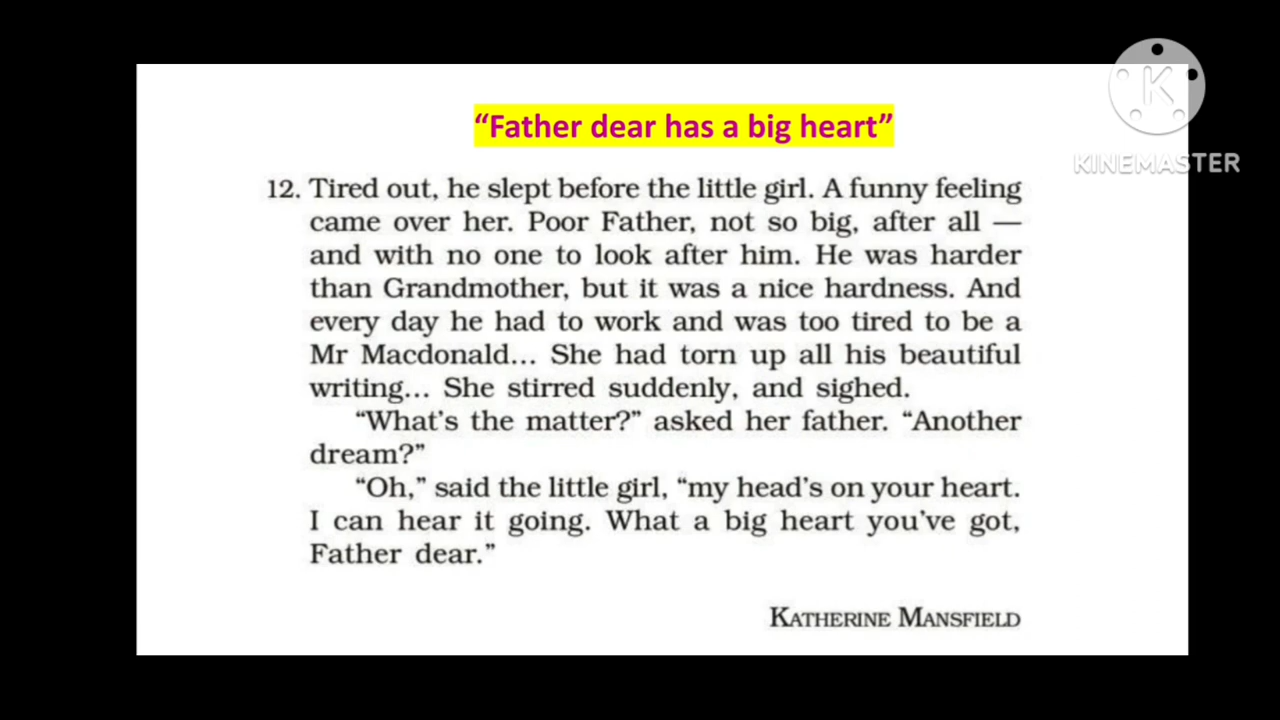 “Father dear has a big heart”
KINEMASTER
12. Tired out, he slept before the little girl. A funny feeling
came over her. Poor Father, not so big, after all —
and with no one to look after him. He was harder
than Grandmother, but it was a nice hardness. And
every day he had to work and was too tired to be a
Mr Macdonald... She had torn up all his beautiful
writing... She stirred suddenly, and sighed.
“What’s the matter?” asked her father. “Another
dream?”
“Oh,” said the little girl, “my head’s on your heart.
I can hear it going. What a big heart you’ve got,
Father dear.”
KATHERINE MANSFIELD